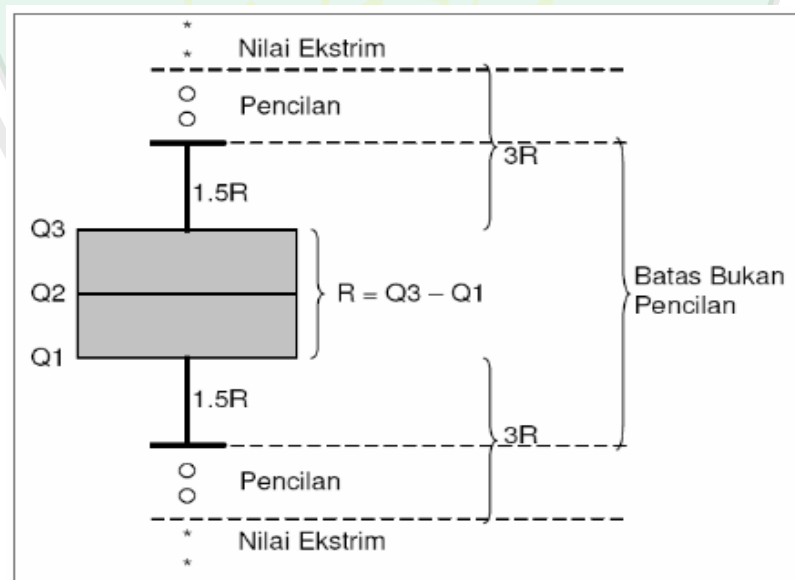 *
* Nilai Ekstrim
Pencilan
3R
1.5R
Q3
Q2
R = Q3 – Q1
Batas Bukan
Pencilan
Q1
1.5R
3R
Pencilan
* Nilai Ekstrim
*